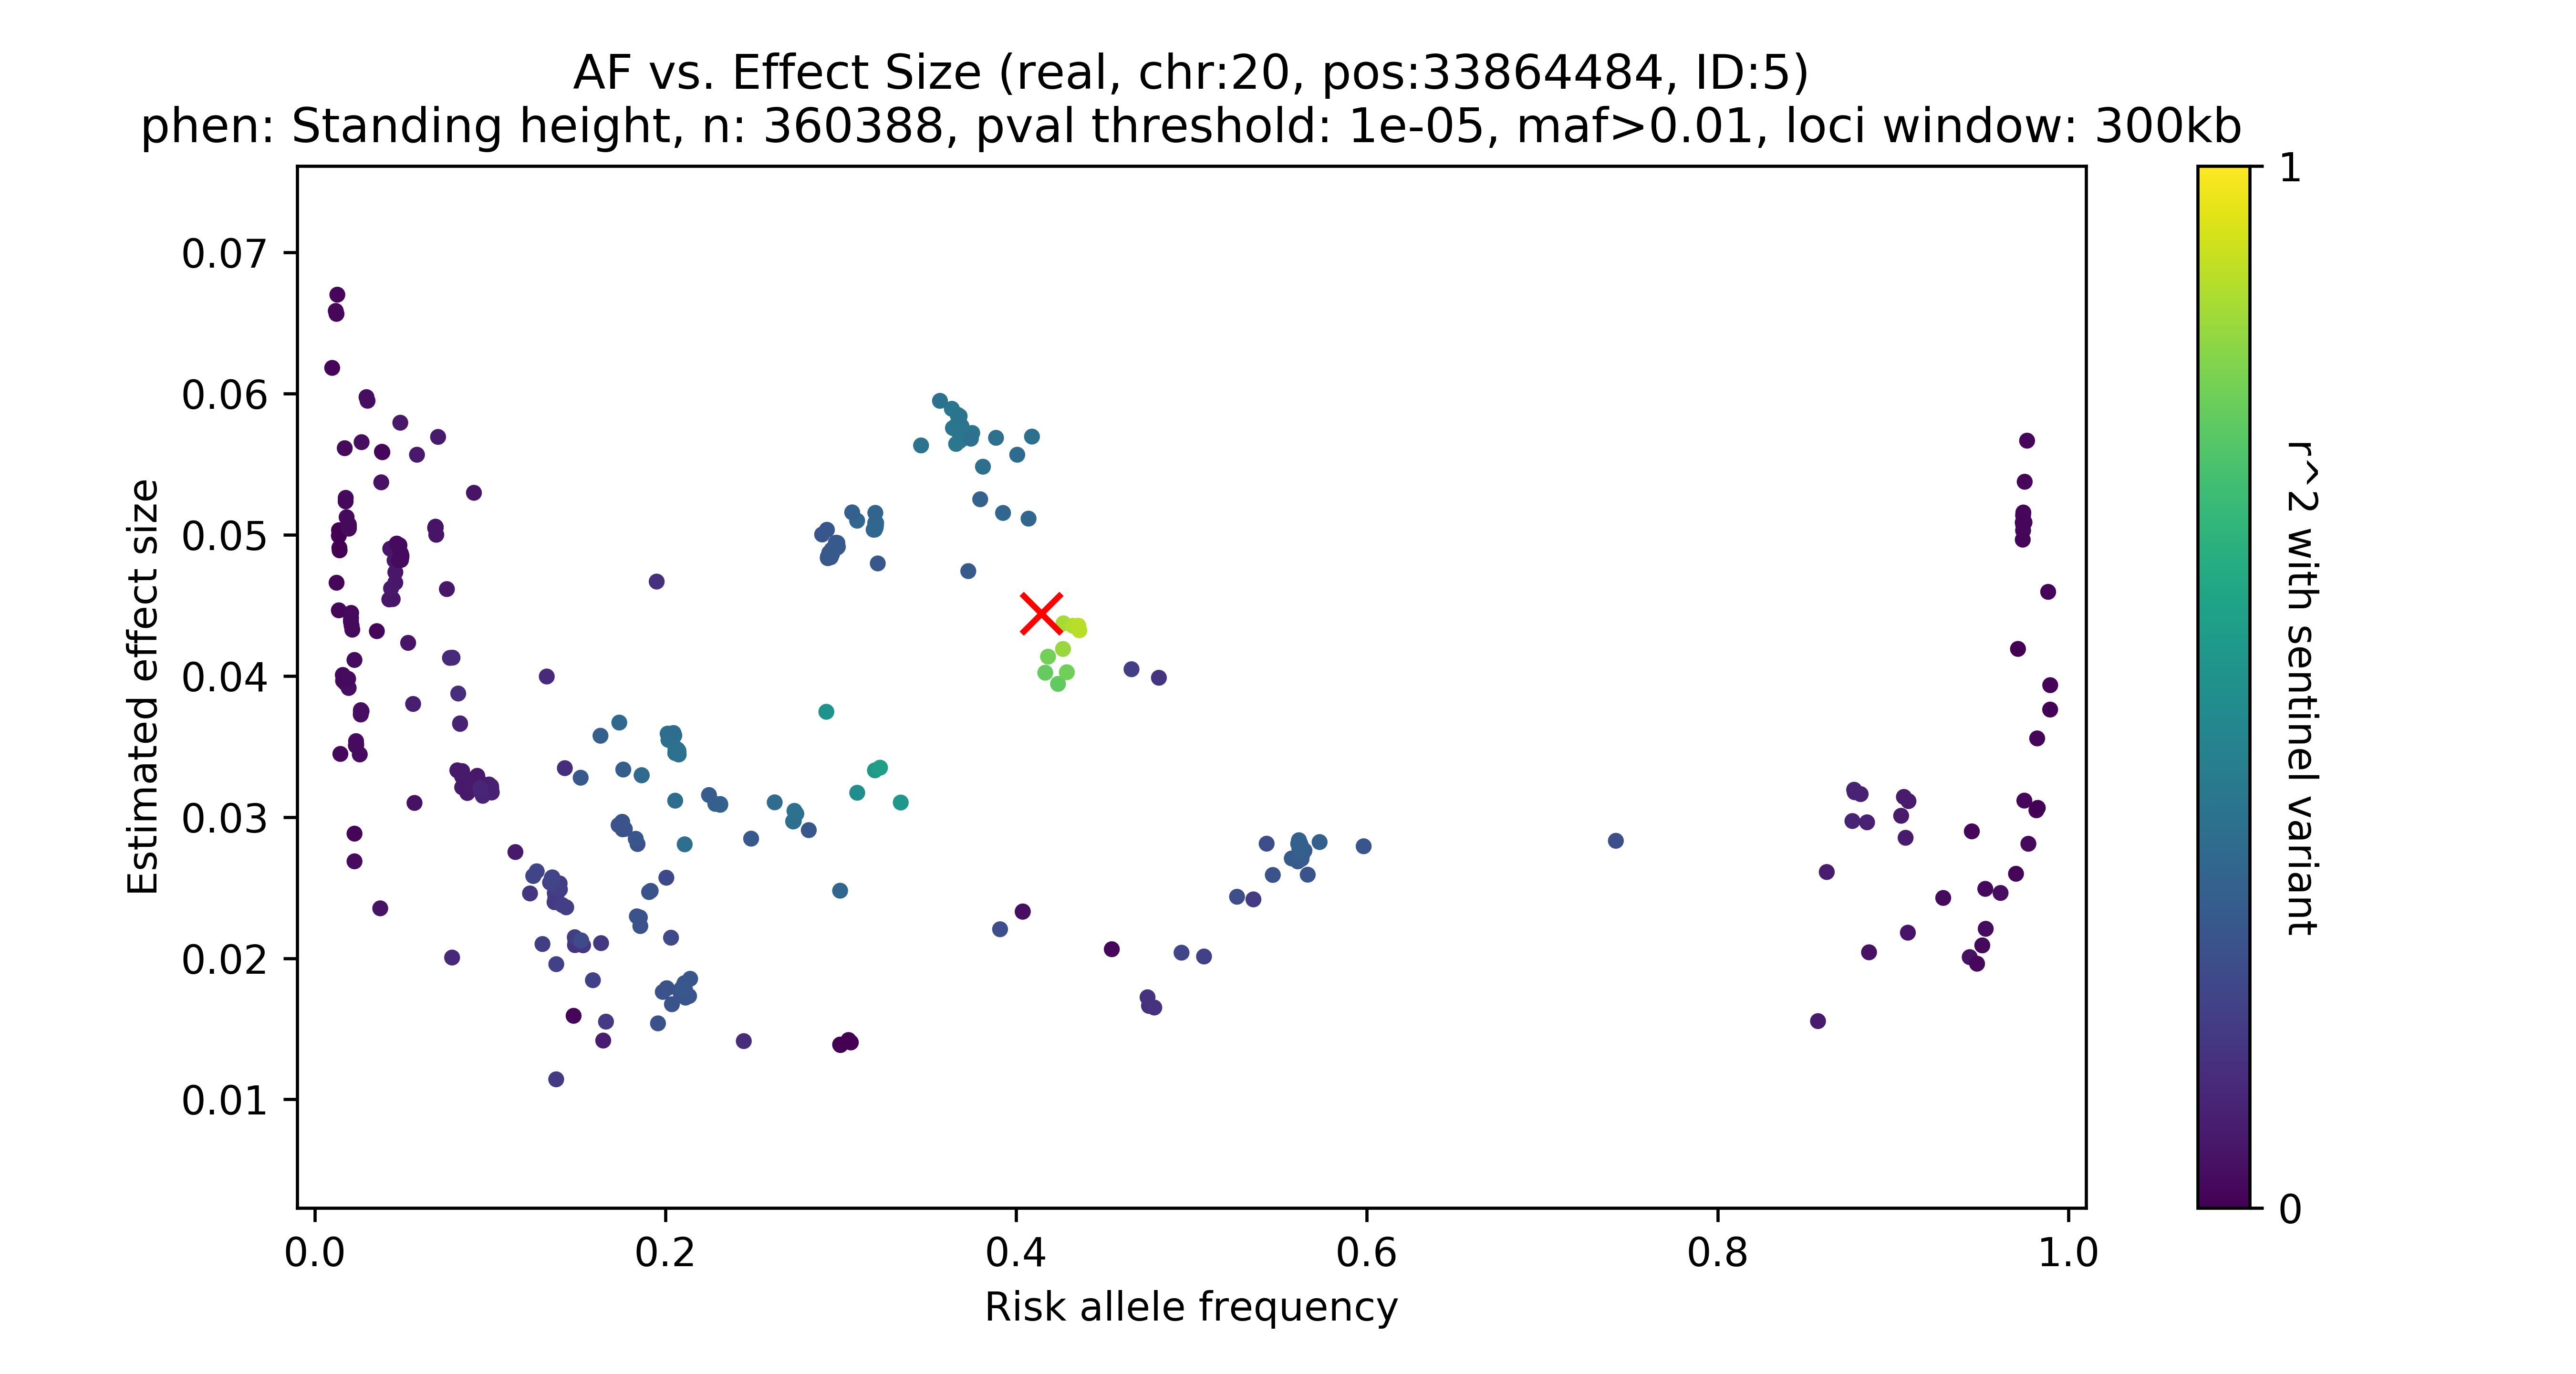 AF vs. Effect Size (real, chr:20, pos:33864484, ID:5)
phen: Standing height, n: 360388, pval threshold: 1e-05, maf>0.01, loci window: 300kb
0.07
0.06
0.05
0.04
0.03
0.02
0.01
Estimated effect size
0.0 0.2 0.4 0.6 0.8 1.0
Risk allele frequency
1
0
r^2 with sentinel variant